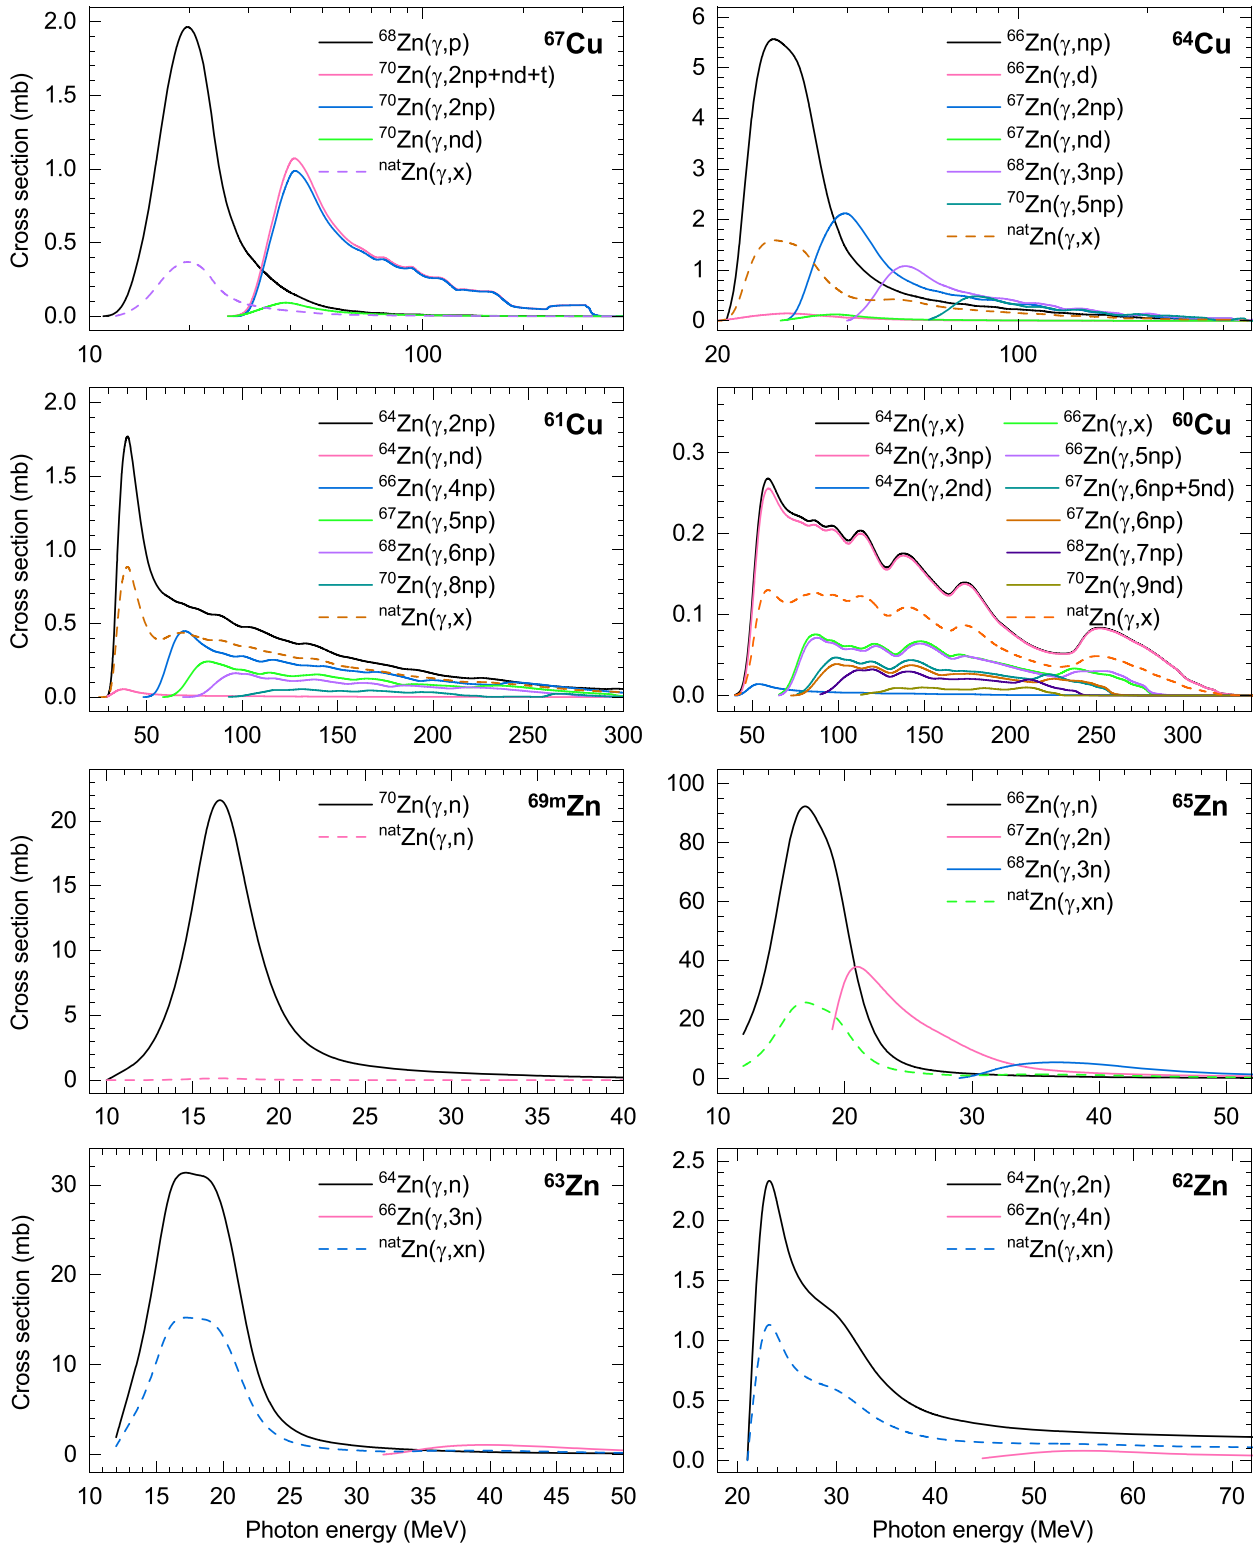 2.0
1.5
1.0
0.5
0.0
Cross section (mb)
⁶⁸Zn(γ,p)
⁷⁰Zn(γ,2np+nd+t)
⁷⁰Zn(γ,2np)
⁷⁰Zn(γ,nd)
ⁿᵃᵗZn(γ,x)
⁶⁷Cu
10 100
6
5
4
3
2
1
0
⁶⁶Zn(γ,np)
⁶⁶Zn(γ,d)
⁶⁷Zn(γ,2np)
⁶⁷Zn(γ,nd)
⁶⁸Zn(γ,3np)
⁷⁰Zn(γ,5np)
ⁿᵃᵗZn(γ,x)
⁶⁴Cu
20 100
2.0
1.5
1.0
0.5
0.0
Cross section (mb)
⁶⁴Zn(γ,2np)
⁶⁴Zn(γ,nd)
⁶⁶Zn(γ,4np)
⁶⁷Zn(γ,5np)
⁶⁸Zn(γ,6np)
⁷⁰Zn(γ,8np)
ⁿᵃᵗZn(γ,x)
⁶¹Cu
50 100 150 200 250 300
0.3
0.2
0.1
0.0
⁶⁴Zn(γ,x)
⁶⁴Zn(γ,3np)
⁶⁴Zn(γ,2nd)
⁶⁶Zn(γ,x)
⁶⁶Zn(γ,5np)
⁶⁷Zn(γ,6np+5nd)
⁶⁷Zn(γ,6np)
⁶⁸Zn(γ,7np)
⁷⁰Zn(γ,9nd)
ⁿᵃᵗZn(γ,x)
⁶⁰Cu
50 100 150 200 250 300
20
15
10
5
0
Cross section (mb)
⁷⁰Zn(γ,n)
ⁿᵃᵗZn(γ,n)
⁶⁹ᵐZn
10 15 20 25 30 35 40
100
80
60
40
20
0
⁶⁶Zn(γ,n)
⁶⁷Zn(γ,2n)
⁶⁸Zn(γ,3n)
ⁿᵃᵗZn(γ,xn)
⁶⁵Zn
10 20 30 40 50
30
20
10
0
Cross section (mb)
⁶⁴Zn(γ,n)
⁶⁶Zn(γ,3n)
ⁿᵃᵗZn(γ,xn)
⁶³Zn
10 15 20 25 30 35 40 45 50
Photon energy (MeV)
2.5
2.0
1.5
1.0
0.5
0.0
⁶⁴Zn(γ,2n)
⁶⁶Zn(γ,4n)
ⁿᵃᵗZn(γ,xn)
⁶²Zn
20 30 40 50 60 70
Photon energy (MeV)